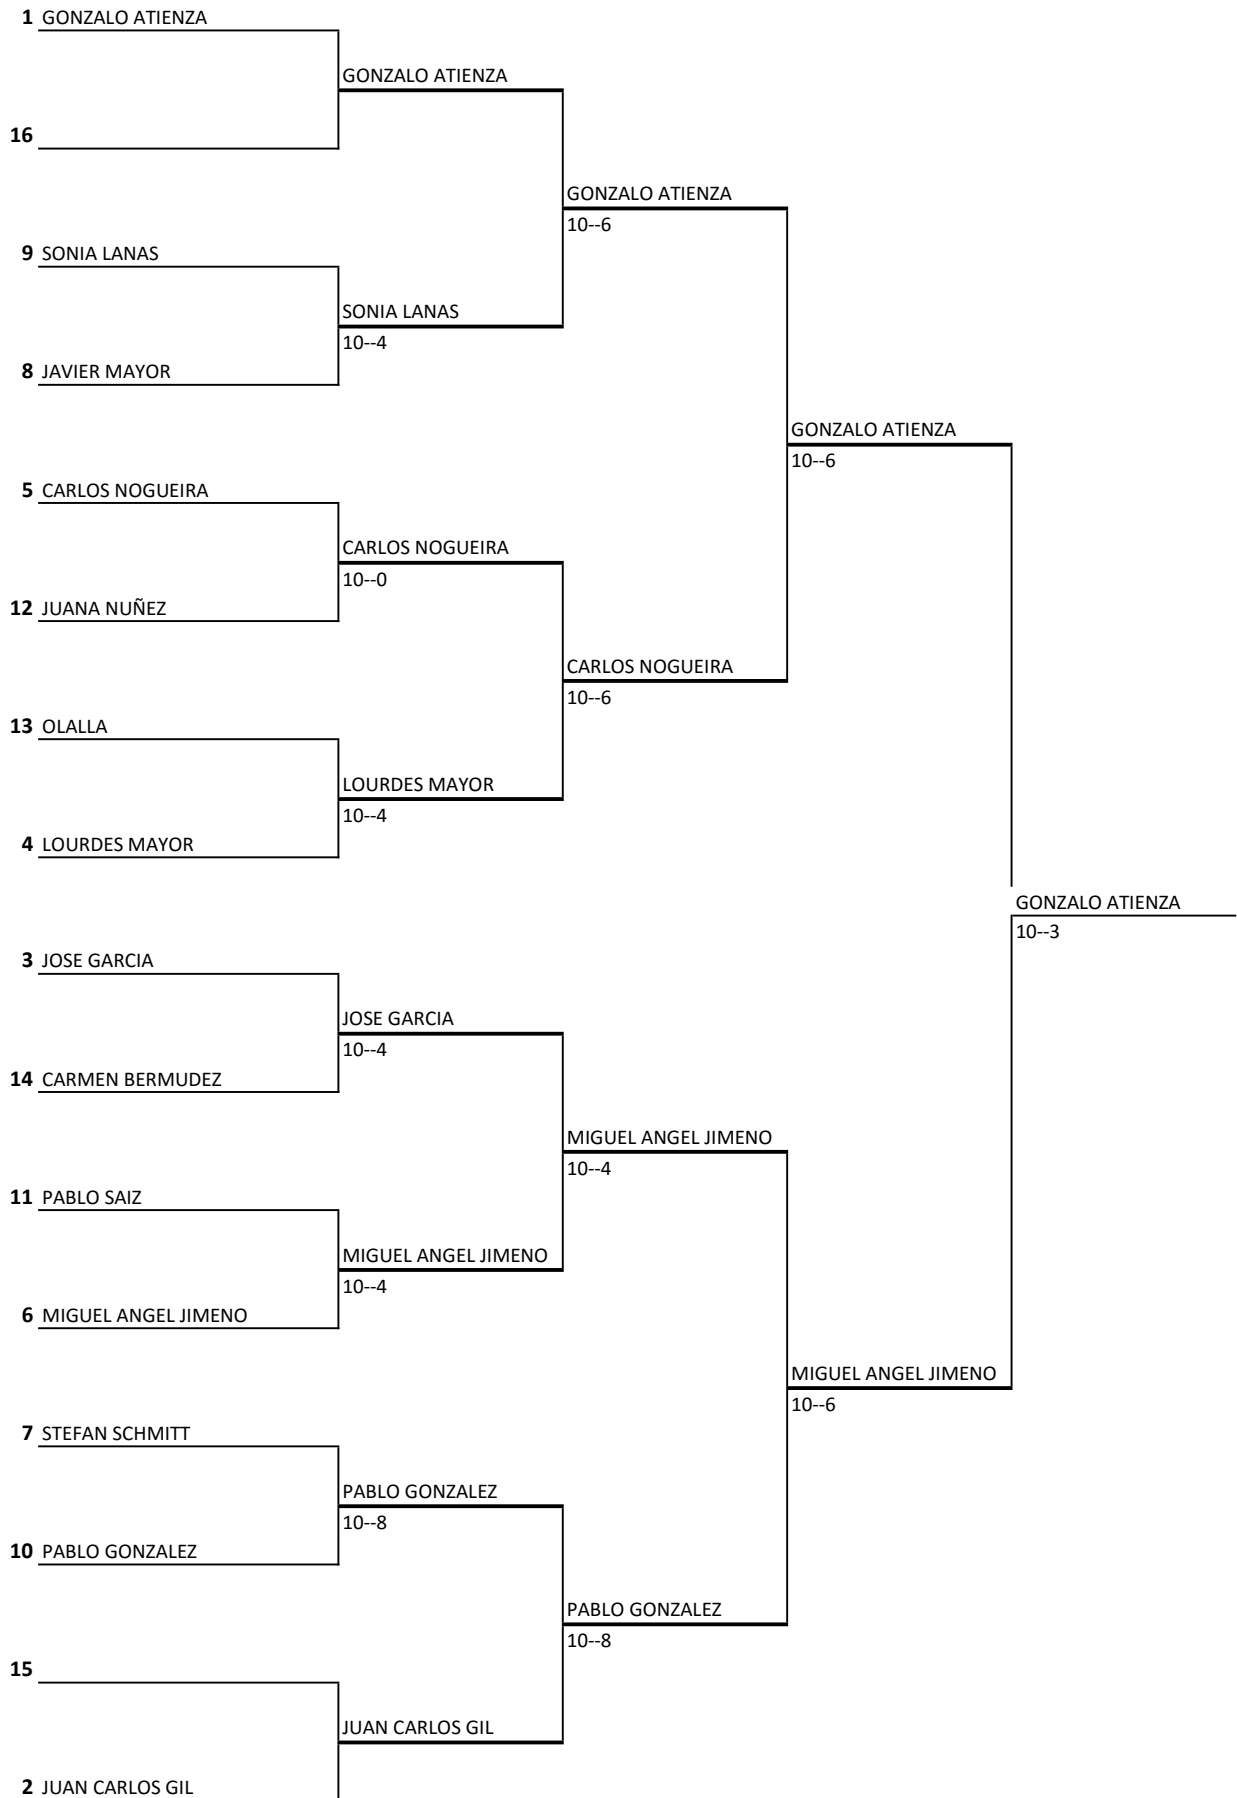 1 GONZALO ATIENZA
GONZALO ATIENZA
16
GONZALO ATIENZA
10--6
9 SONIA LANAS
SONIA LANAS
10--4
8 JAVIER MAYOR
GONZALO ATIENZA
10--6
5 CARLOS NOGUEIRA
CARLOS NOGUEIRA
10--0
12 JUANA NUÑEZ
CARLOS NOGUEIRA
10--6
13 OLALLA
LOURDES MAYOR
10--4
4 LOURDES MAYOR
GONZALO ATIENZA
10--3
3 JOSE GARCIA
JOSE GARCIA
10--4
14 CARMEN BERMUDEZ
MIGUEL ANGEL JIMENO
10--4
11 PABLO SAIZ
MIGUEL ANGEL JIMENO
10--4
6 MIGUEL ANGEL JIMENO
MIGUEL ANGEL JIMENO
10--6
7 STEFAN SCHMITT
PABLO GONZALEZ
10--8
10 PABLO GONZALEZ
PABLO GONZALEZ
10--8
15
JUAN CARLOS GIL
2 JUAN CARLOS GIL